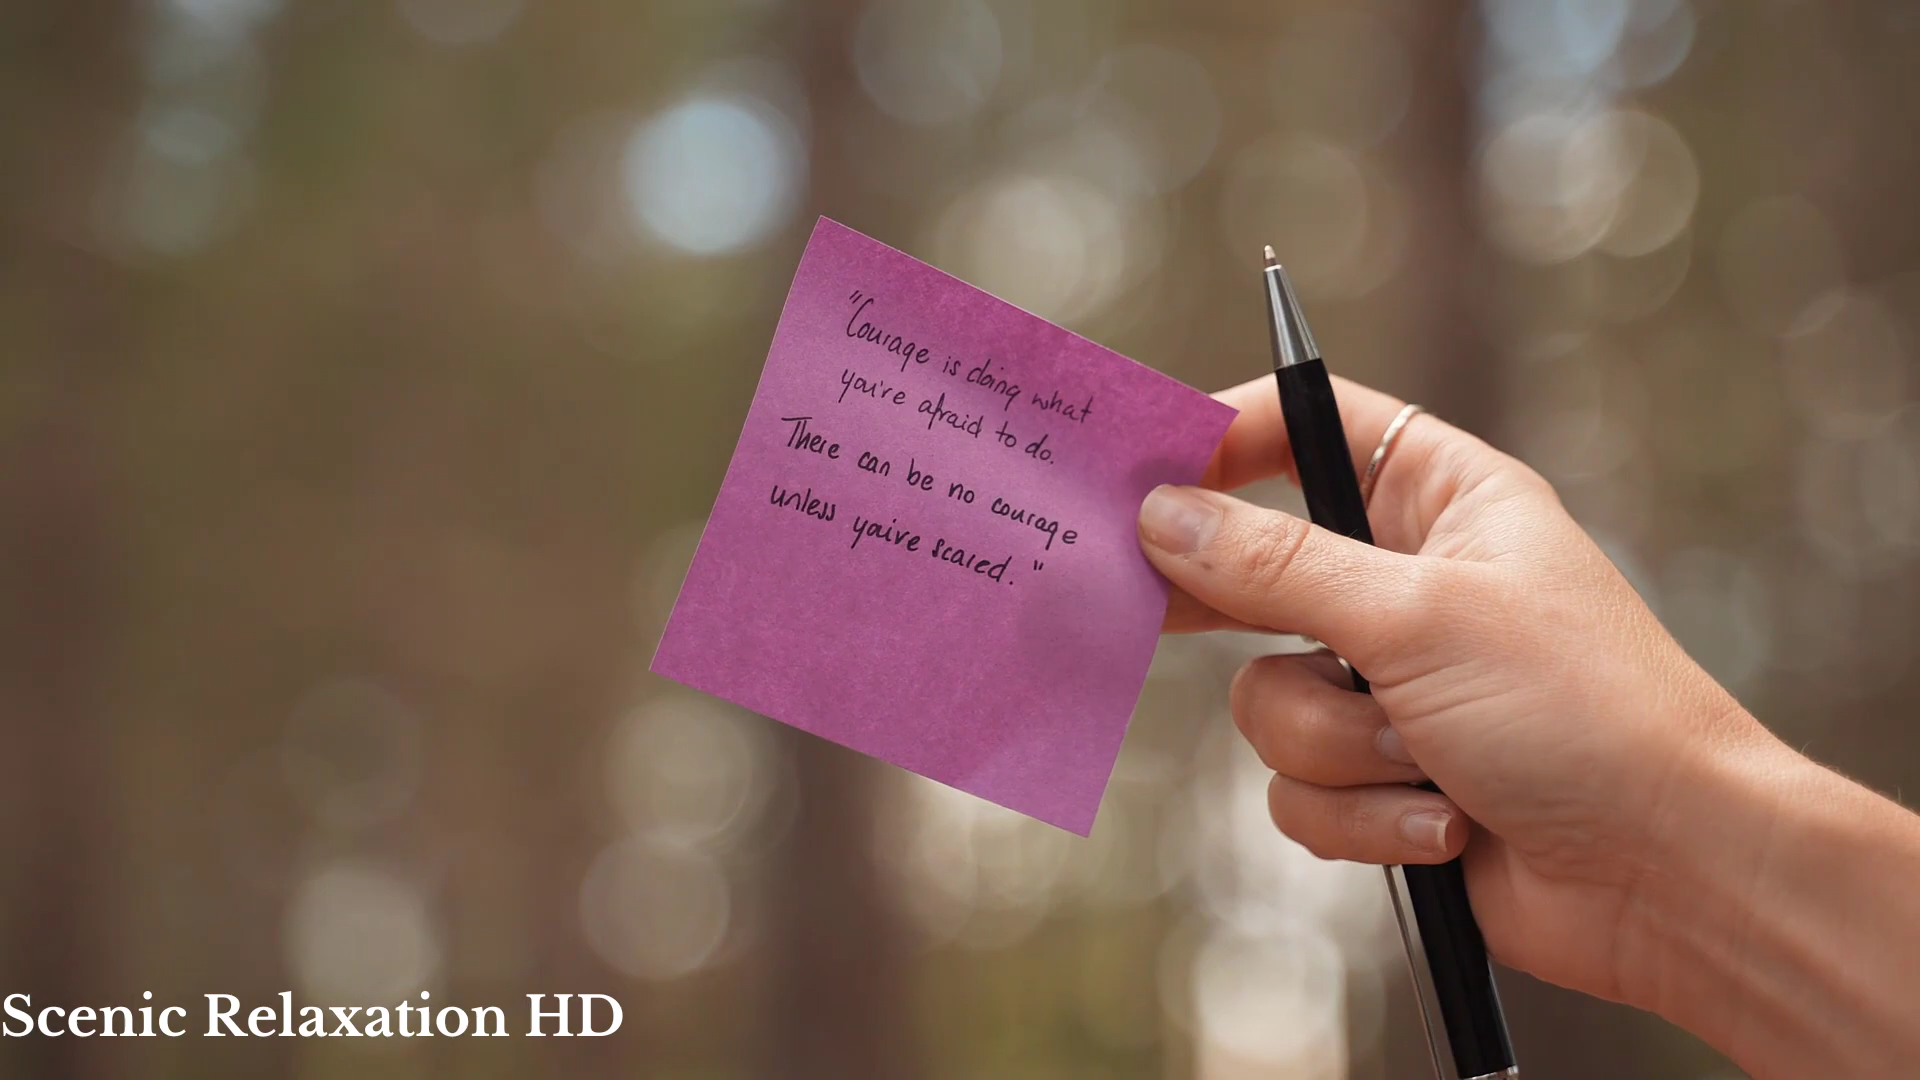 "Courage is doing what
you're afraid to do.
There can be no courage
unless you're scared."
Scenic Relaxation HD